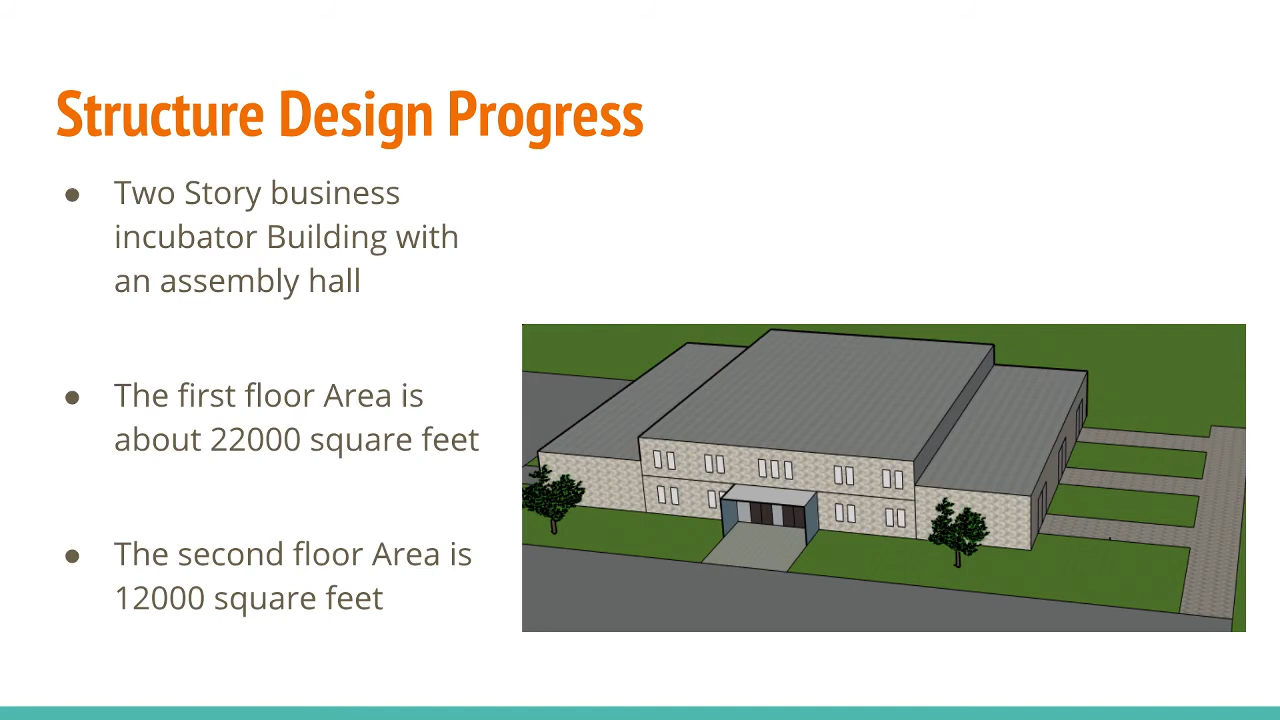 Structure Design Progress
● Two Story business
incubator Building with
an assembly hall
● The first floor Area is
about 22000 square feet
● The second floor Area is
12000 square feet